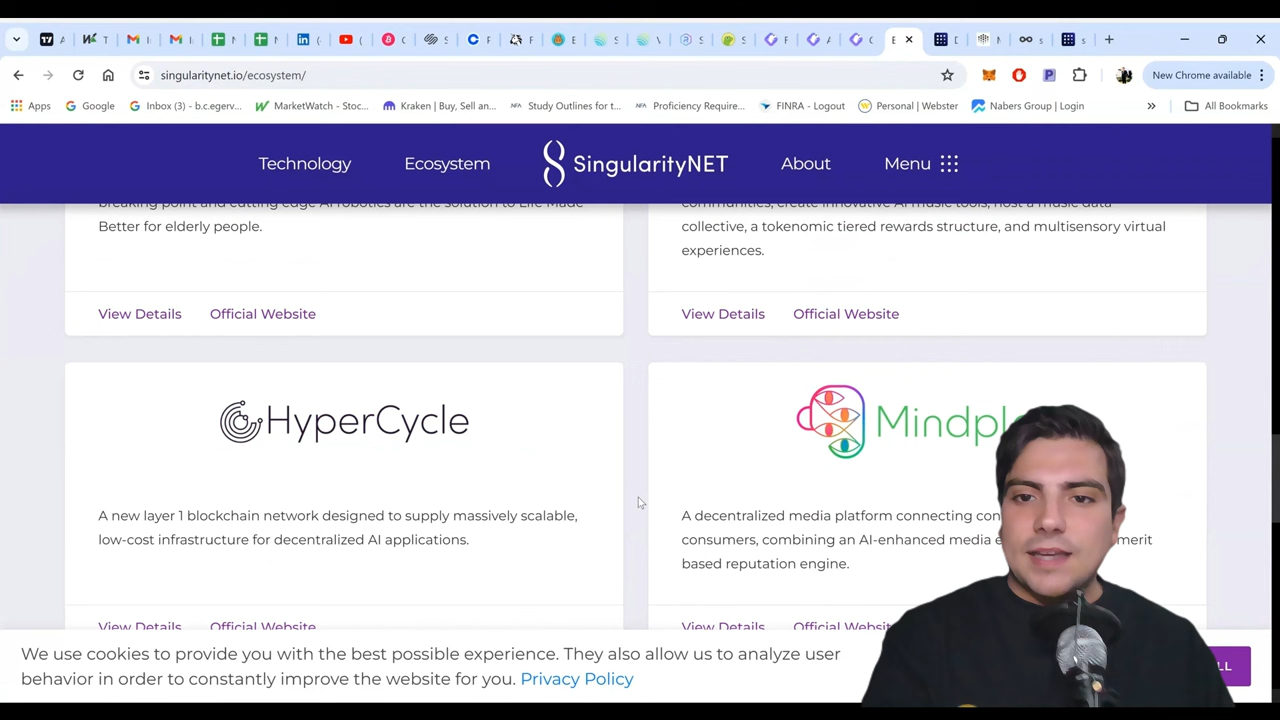 singularitynet.io/ecosystem/
New Chrome available
Apps
Google
Inbox (3) - b.c.egerv...
MarketWatch - Stoc...
Kraken | Buy, Sell an...
Study Outlines for t...
Proficiency Require...
FINRA - Logout
Personal | Webster
Nabers Group | Login
All Bookmarks
Technology
Ecosystem
SingularityNET
About
Menu
breaking point and cutting edge AI robotics are the solution to Life Made
Better for elderly people.
View Details
Official Website
communities, create innovative AI music tools, host a music data
collective, a tokenomic tiered rewards structure, and multisensory virtual
experiences.
View Details
Official Website
HyperCycle
A new layer 1 blockchain network designed to supply massively scalable,
low-cost infrastructure for decentralized AI applications.
View Details
Official Website
Mindpl
A decentralized media platform connecting con
consumers, combining an AI-enhanced media e merit
based reputation engine.
View Details
Official Web
We use cookies to provide you with the best possible experience. They also allow us to analyze user
behavior in order to constantly improve the website for you. Privacy Policy